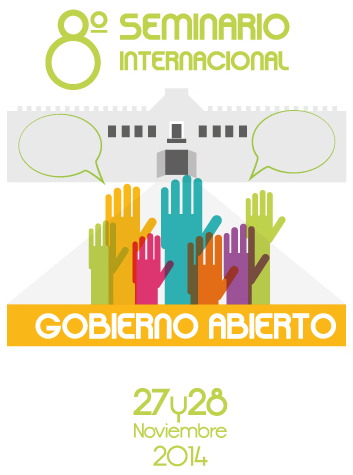 8º SEMINARIO
INTERNACIONAL
GOBIERNO ABIERTO
27y28
Noviembre
2014